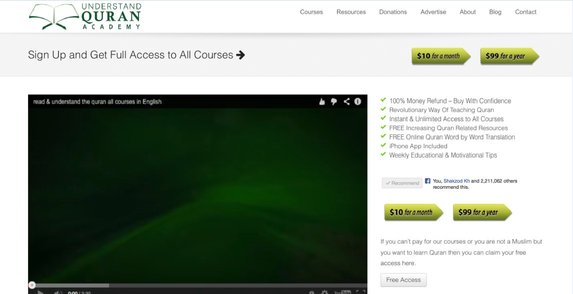 UNDERSTAND
QURAN
ACADEMY
Courses Resources Donations Advertise About Blog Contact
Sign Up and Get Full Access to All Courses
$10 for a month $99 for a year
read & understand the quran all courses in English
100% Money Refund – Buy With Confidence
Revolutionary Way Of Teaching Quran
Instant & Unlimited Access to All Courses
FREE Increasing Quran Related Resources
FREE Online Quran Word by Word Translation
iPhone App Included
Weekly Educational & Motivational Tips
Recommend You, Shakzod Kh and 2,211,062 others
recommend this.
$10 for a month $99 for a year
If you can't pay for our courses or you are not a Muslim but
you want to learn Quran then you can claim your free
access here.
Free Access